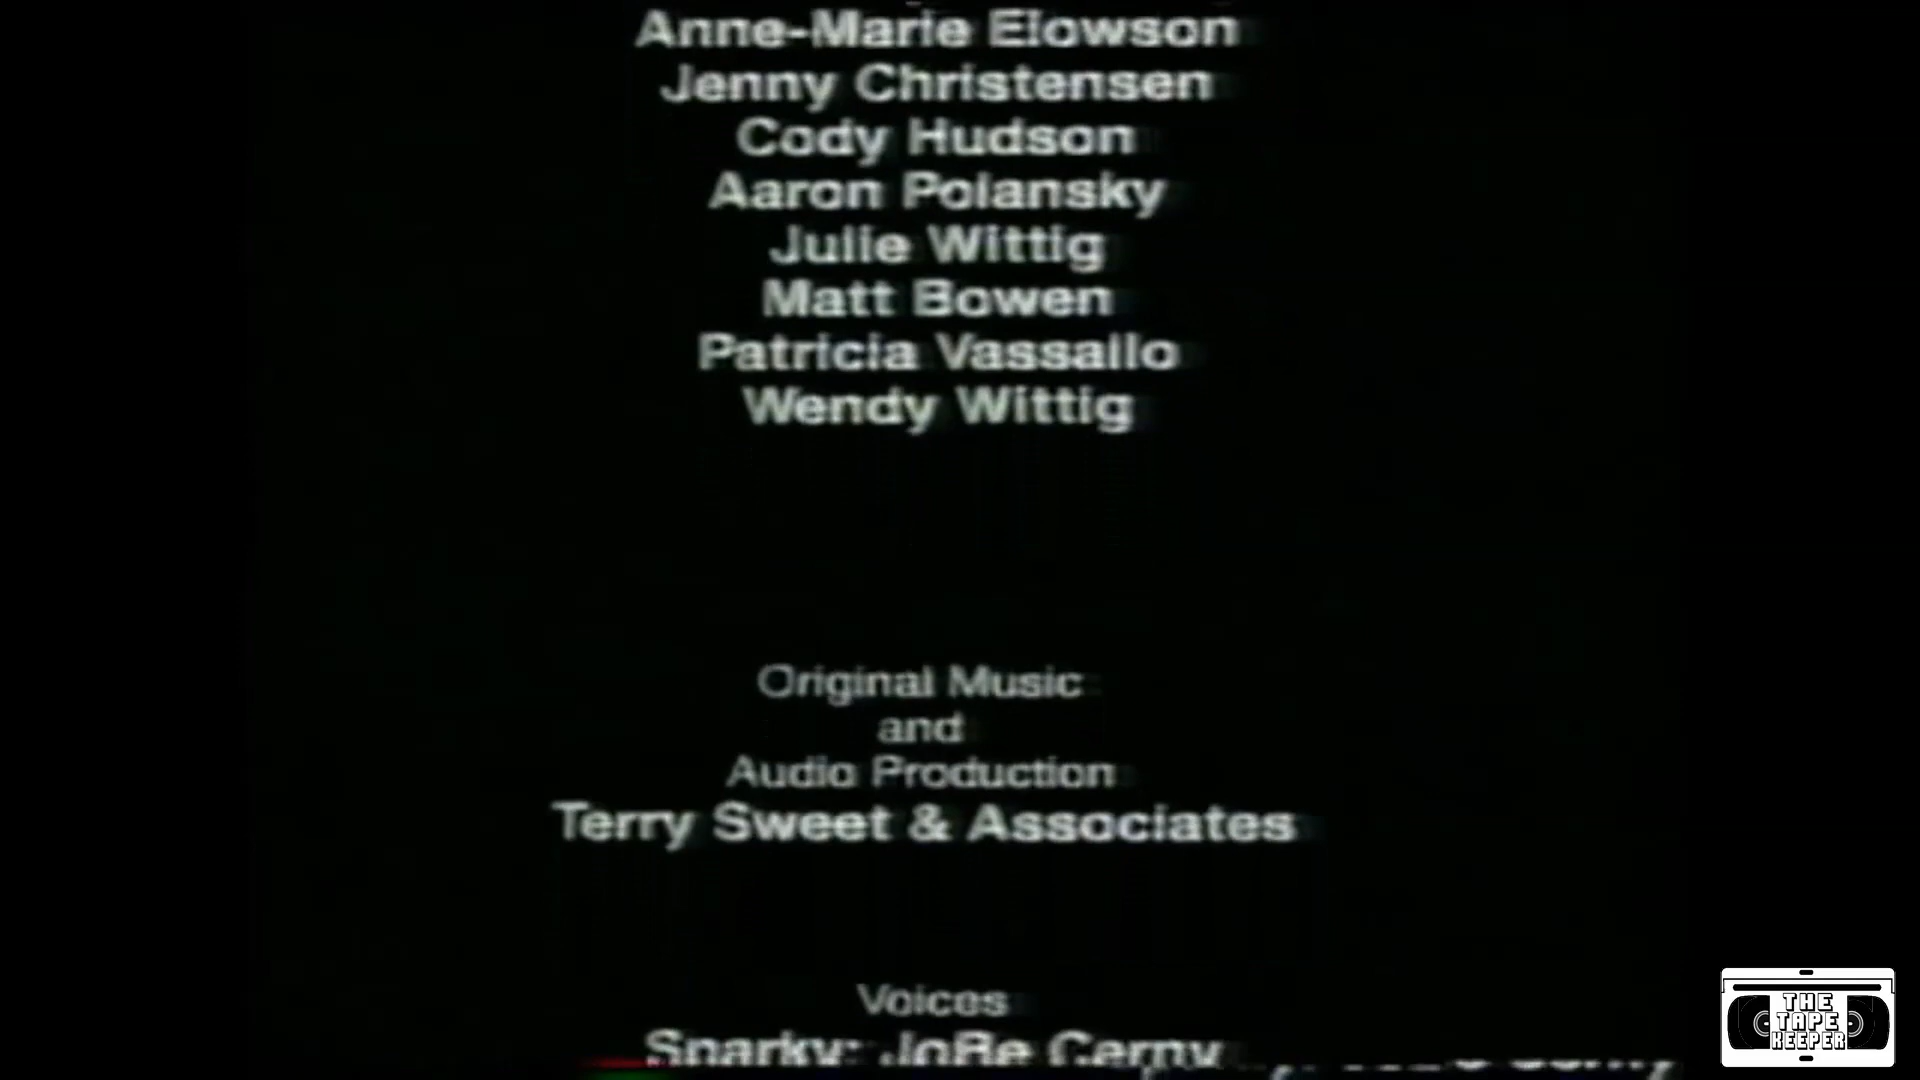 Anne-Marie Elowson
Jenny Christensen
Cody Hudson
Aaron Polansky
Julie Wittig
Matt Bowen
Patricia Vassallo
Wendy Wittig
Original Music
and
Audio Production
Terry Sweet & Associates
Voices
Sparky: JoBe Cerny
THE
TAPE
KEEPER